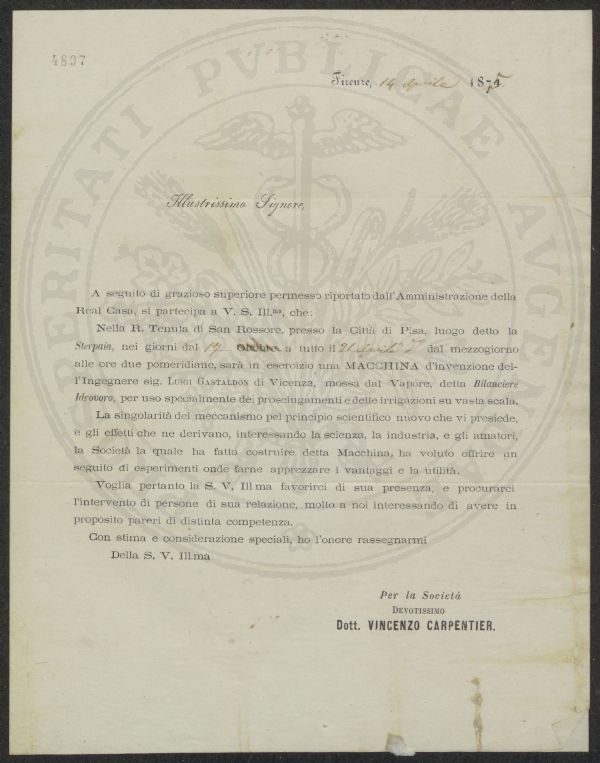 4897
Firenze, 14 Aprile 1875
Illustrissimo Signore,
A seguito di grazioso superiore permesso riportato dall'Amministrazione della
Real Casa, si partecipa a V. S. Ill.ma, che:
Nella R. Tenuta di San Rossore, presso la Città di Pisa, luogo detto la
Sterpaia, nei giorni dal 19 a tutto il 21 Aprile dal mezzogiorno
alle ore due pomeridiane, sarà in esercizio una MACCHINA d'invenzione del-
l'Ingegnere sig. LUIGI GASTALDON di Vicenza, mossa dal Vapore, detta Bilanciere
Idrovoro, per uso specialmente dei prosciugamenti e delle irrigazioni su vasta scala.
La singolarità del meccanismo pel principio scientifico nuovo che vi presiede,
e gli effetti che ne derivano, interessando la scienza, la industria, e gli amatori,
la Società la quale ha fatto costruire detta Macchina, ha voluto offrire un
seguito di esperimenti onde farne apprezzare i vantaggi e la utilità.
Voglia pertanto la S. V. Ill ma favorirci di sua presenza, e procurarci
l'intervento di persone di sua relazione, molto a noi interessando di avere in
proposito pareri di distinta competenza.
Con stima e considerazione speciali, ho l'onore rassegnarmi
Della S. V. Ill.ma
Per la Società
DEVOTISSIMO
Dott. VINCENZO CARPENTIER.
PROSPERITATI PVBLICAE AVGENDAE